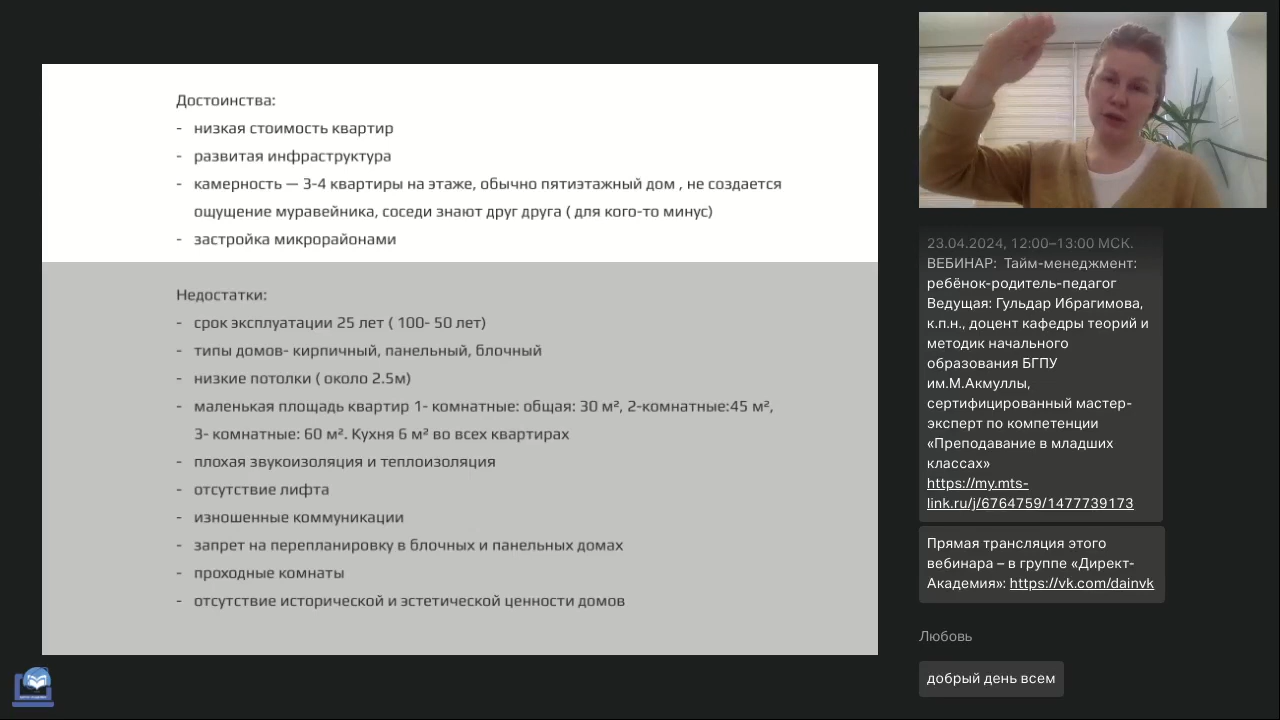 Достоинства:
- низкая стоимость квартир
- развитая инфраструктура
- камерность — 3-4 квартиры на этаже, обычно пятиэтажный дом , не создается
ощущение муравейника, соседи знают друг друга ( для кого-то минус)
- застройка микрорайонами
Недостатки:
- срок эксплуатации 25 лет ( 100- 50 лет)
- типы домов- кирпичный, панельный, блочный
- низкие потолки ( около 2.5м)
- маленькая площадь квартир 1- комнатные: общая: 30 м², 2-комнатные:45 м²,
3- комнатные: 60 м². Кухня 6 м² во всех квартирах
- плохая звукоизоляция и теплоизоляция
- отсутствие лифта
- изношенные коммуникации
- запрет на перепланировку в блочных и панельных домах
- проходные комнаты
- отсутствие исторической и эстетической ценности домов
23.04.2024, 12:00–13:00 МСК.
ВЕБИНАР: Тайм-менеджмент:
ребёнок-родитель-педагог
Ведущая: Гульдар Ибрагимова,
к.п.н., доцент кафедры теорий и
методик начального
образования БГПУ
им.М.Акмуллы,
сертифицированный мастер-
эксперт по компетенции
«Преподавание в младших
классах»
https://my.mts-
link.ru/j/6764759/1477739173
Прямая трансляция этого
вебинара – в группе «Директ-
Академия»: https://vk.com/dainvk
Любовь
добрый день всем